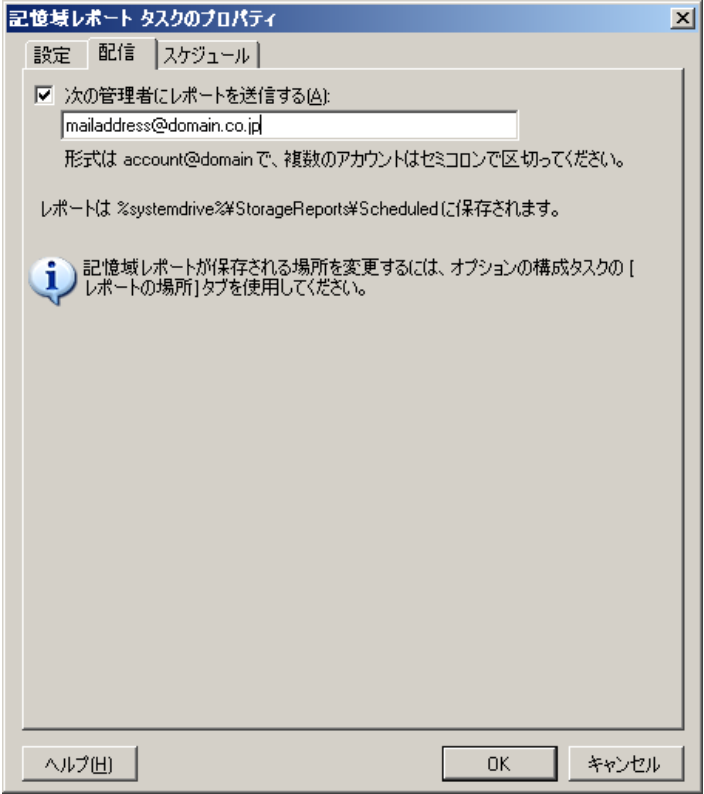 記憶域レポート タスクのプロパティ
設定 配信 スケジュール
次の管理者にレポートを送信する(A):
mailaddress@domain.co.jp
形式は account@domain で、複数のアカウントはセミコロンで区切ってください。
レポートは %systemdrive%¥StorageReports¥Scheduled に保存されます。
記憶域レポートが保存される場所を変更するには、オプションの構成タスクの [
レポートの場所] タブを使用してください。
ヘルプ(H) OK キャンセル